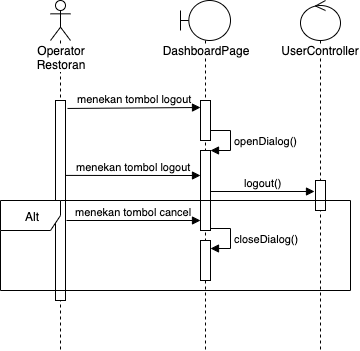 Operator
Restoran
DashboardPage
UserController
menekan tombol logout
openDialog()
menekan tombol logout
logout()
Alt
menekan tombol cancel
closeDialog()